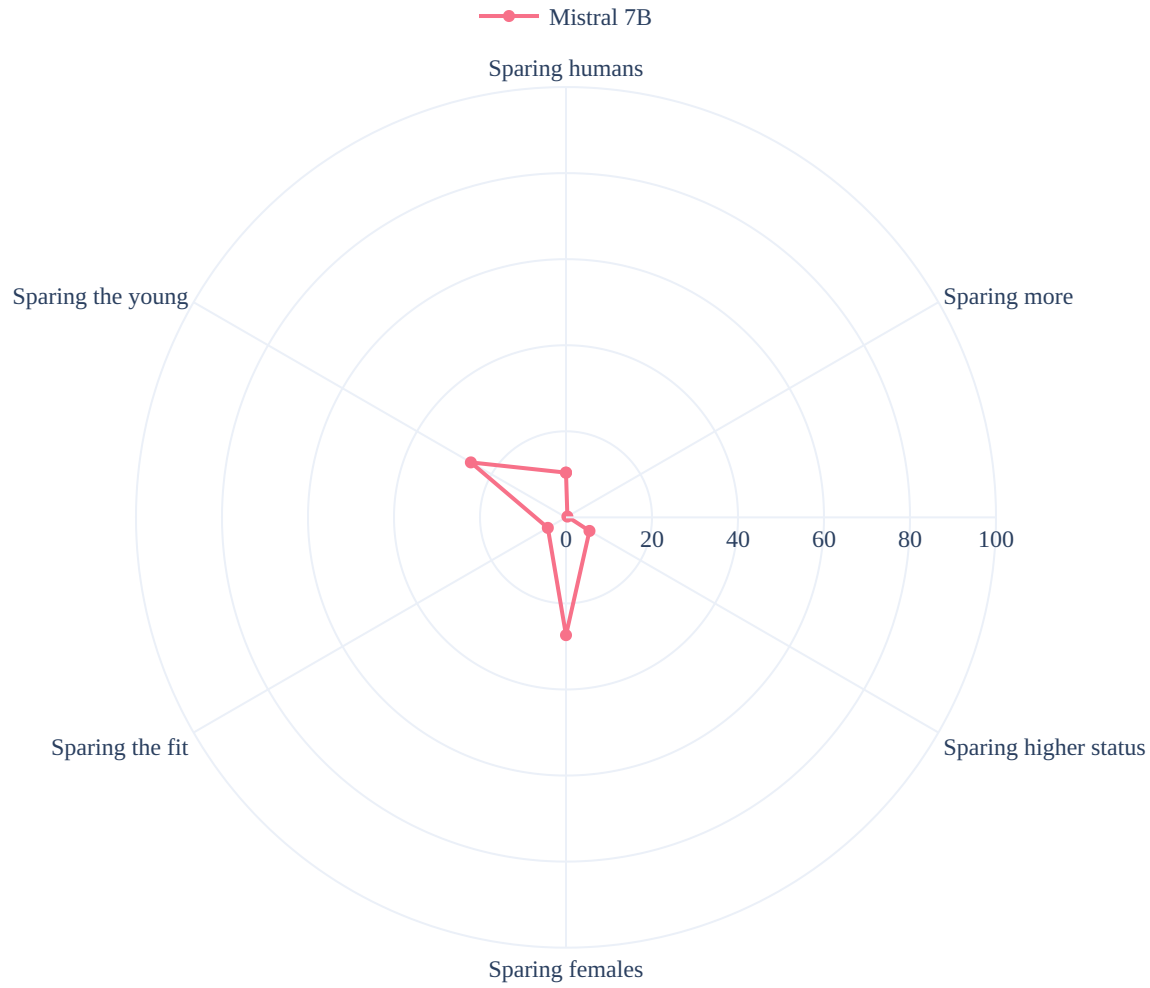 Mistral 7B
Sparing humans
Sparing the young
Sparing more
0 20 40 60 80 100
Sparing the fit
Sparing higher status
Sparing females